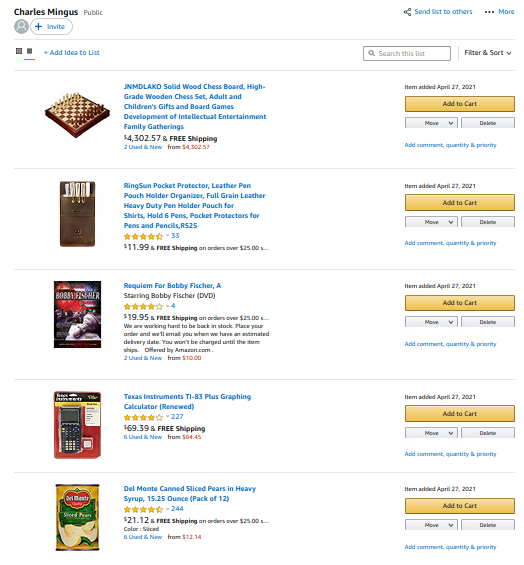 Charles Mingus Public
Send list to others
More
+ Invite
+ Add Idea to List
Search this list
Filter & Sort
JNMDLAKO Solid Wood Chess Board, High-
Grade Wooden Chess Set, Adult and
Children's Gifts and Board Games
Development of Intellectual Entertainment
Family Gatherings
$4,302.57 & FREE Shipping
2 Used & New from $4,302.57
Item added April 27, 2021
Add to Cart
Move Delete
Add comment, quantity & priority
RingSun Pocket Protector, Leather Pen
Pouch Holder Organizer, Full Grain Leather
Heavy Duty Pen Holder Pouch for
Shirts, Hold 6 Pens, Pocket Protectors for
Pens and Pencils,RS25
33
$11.99 & FREE Shipping on orders over $25.00 s...
Item added April 27, 2021
Add to Cart
Move Delete
Add comment, quantity & priority
BOBBY FISCHER
Requiem For Bobby Fischer, A
Starring Bobby Fischer (DVD)
4
$19.95 & FREE Shipping on orders over $25.00 s...
We are working hard to be back in stock. Place your
order and we'll email you when we have an estimated
delivery date. You won't be charged until the item
ships. Offered by Amazon.com .
2 Used & New from $10.00
Item added April 27, 2021
Add to Cart
Move Delete
Add comment, quantity & priority
Texas Instruments
Texas Instruments TI-83 Plus Graphing
Calculator (Renewed)
227
$69.39 & FREE Shipping
6 Used & New from $64.45
Item added April 27, 2021
Add to Cart
Move Delete
Add comment, quantity & priority
Del Monte
Quality
Sliced Pears
Del Monte Canned Sliced Pears in Heavy
Syrup, 15.25 Ounce (Pack of 12)
244
$21.12 & FREE Shipping on orders over $25.00 s...
Color : Sliced
6 Used & New from $12.14
Item added April 27, 2021
Add to Cart
Move Delete
Add comment, quantity & priority